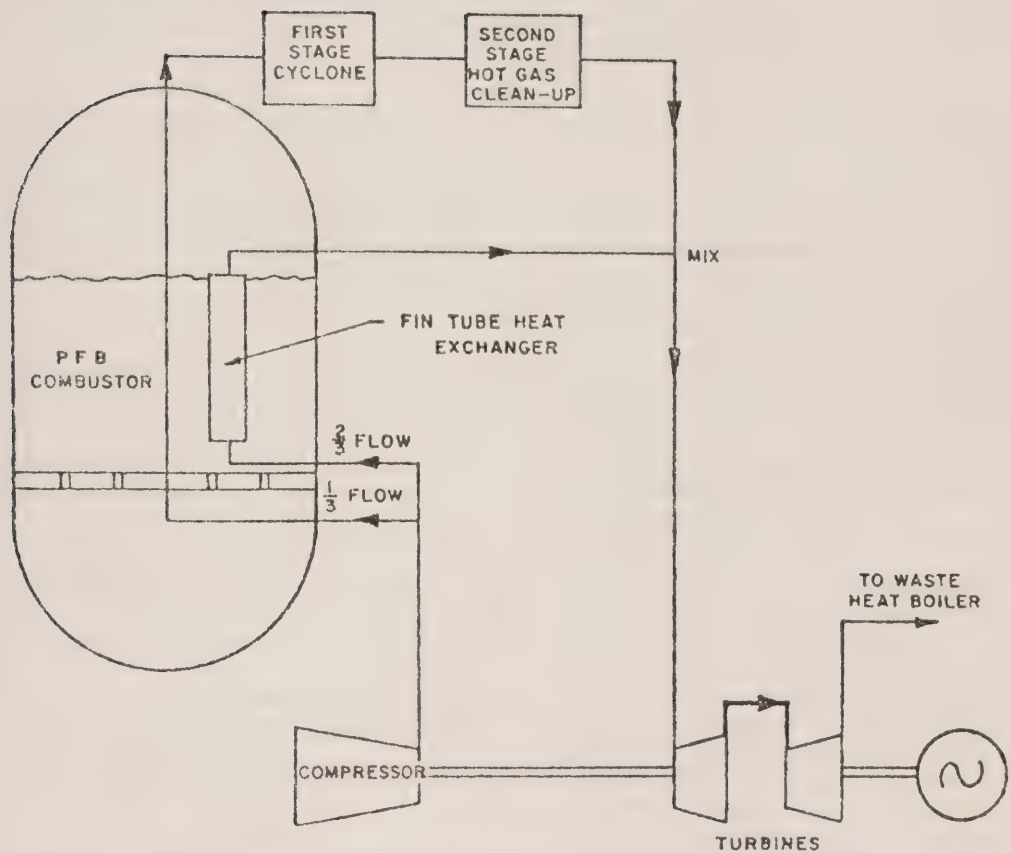 FIRST
STAGE
CYCLONE
SECOND
STAGE
HOT GAS
CLEAN-UP
MIX
FIN TUBE HEAT
EXCHANGER
PFB
COMBUSTOR
2/3 FLOW
1/3 FLOW
TO WASTE
HEAT BOILER
COMPRESSOR
TURBINES